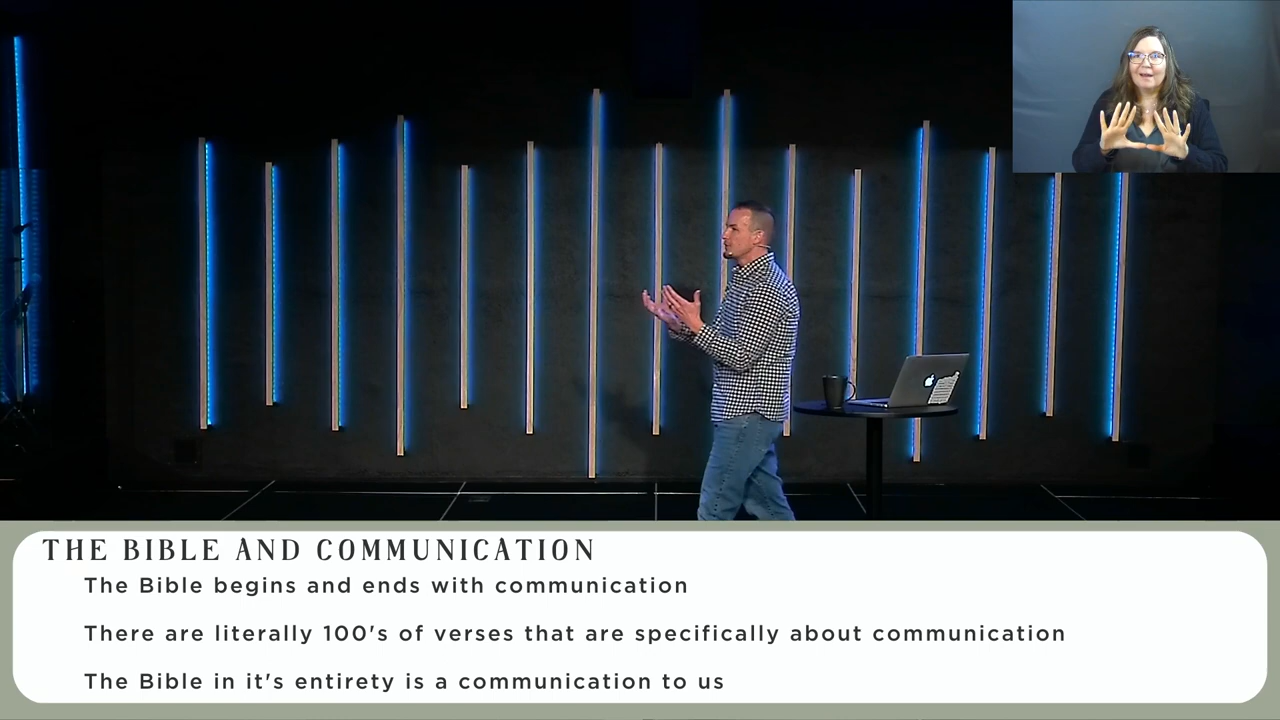 THE BIBLE AND COMMUNICATION
The Bible begins and ends with communication
There are literally 100's of verses that are specifically about communication
The Bible in it's entirety is a communication to us